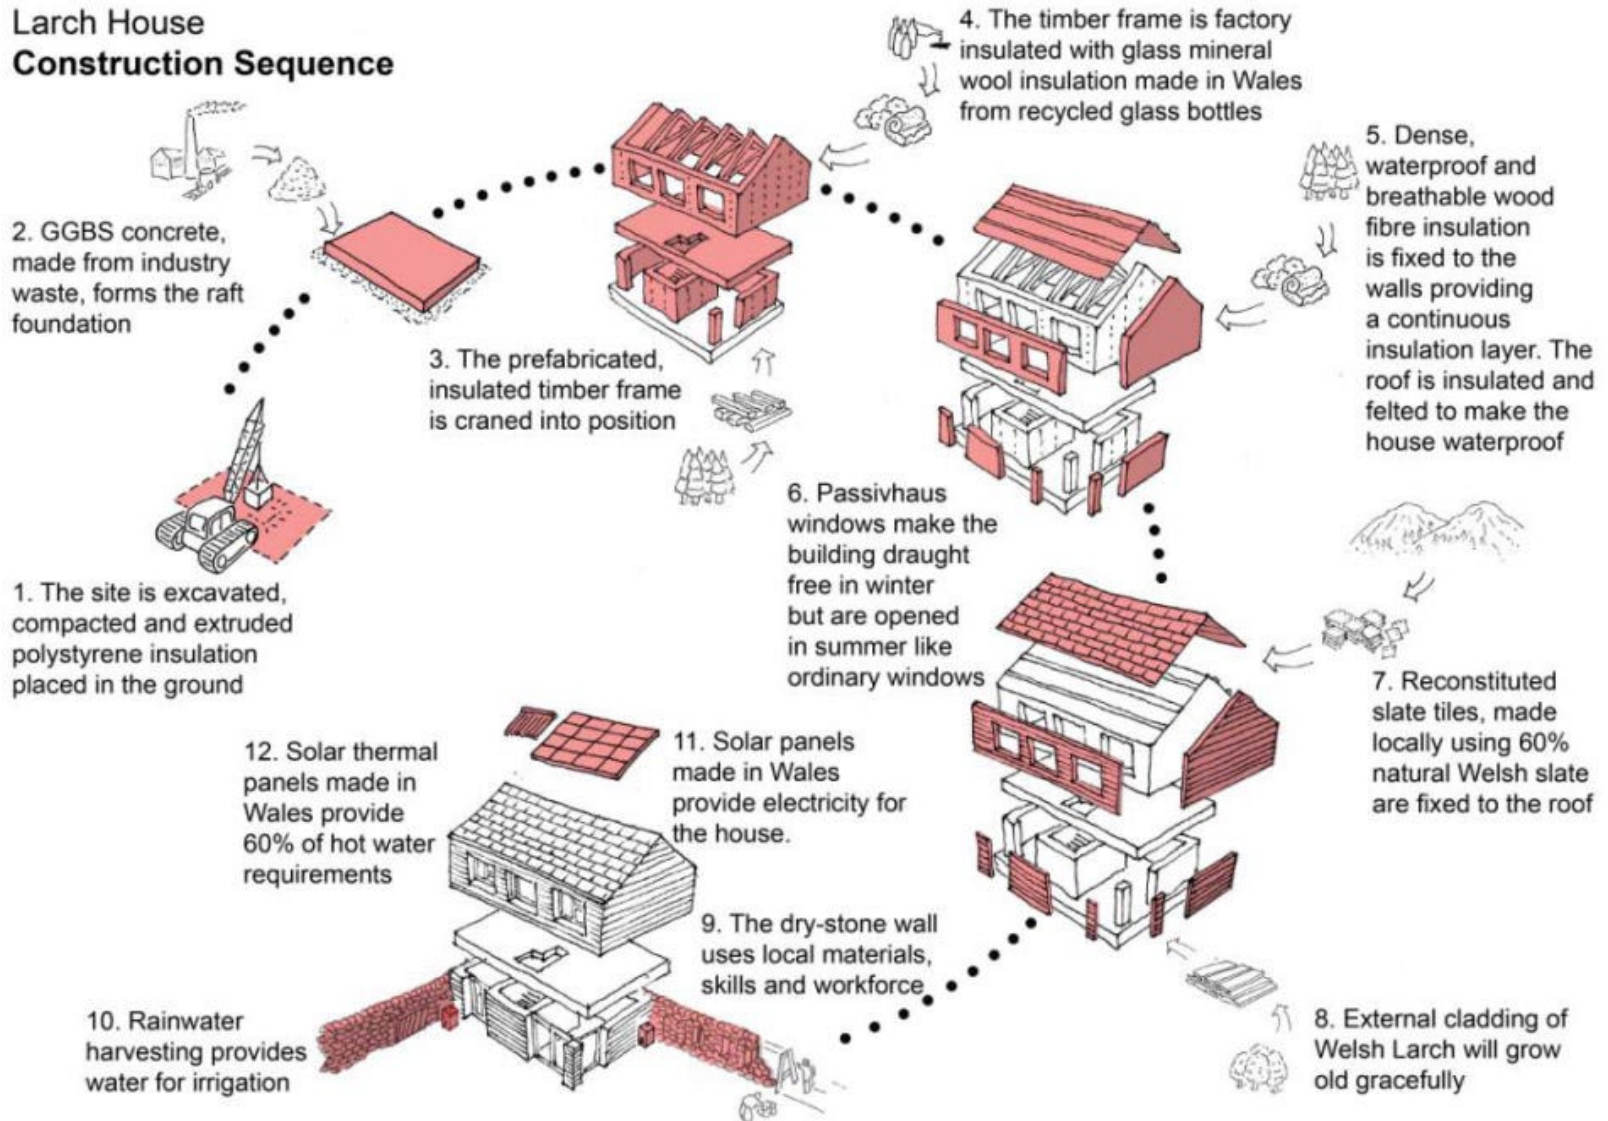 Larch House
Construction Sequence
1. The site is excavated,
compacted and extruded
polystyrene insulation
placed in the ground
2. GGBS concrete,
made from industry
waste, forms the raft
foundation
3. The prefabricated,
insulated timber frame
is craned into position
4. The timber frame is factory
insulated with glass mineral
wool insulation made in Wales
from recycled glass bottles
5. Dense,
waterproof and
breathable wood
fibre insulation
is fixed to the
walls providing
a continuous
insulation layer. The
roof is insulated and
felted to make the
house waterproof
6. Passivhaus
windows make the
building draught
free in winter
but are opened
in summer like
ordinary windows
7. Reconstituted
slate tiles, made
locally using 60%
natural Welsh slate
are fixed to the roof
8. External cladding of
Welsh Larch will grow
old gracefully
9. The dry-stone wall
uses local materials,
skills and workforce
10. Rainwater
harvesting provides
water for irrigation
11. Solar panels
made in Wales
provide electricity for
the house.
12. Solar thermal
panels made in
Wales provide
60% of hot water
requirements